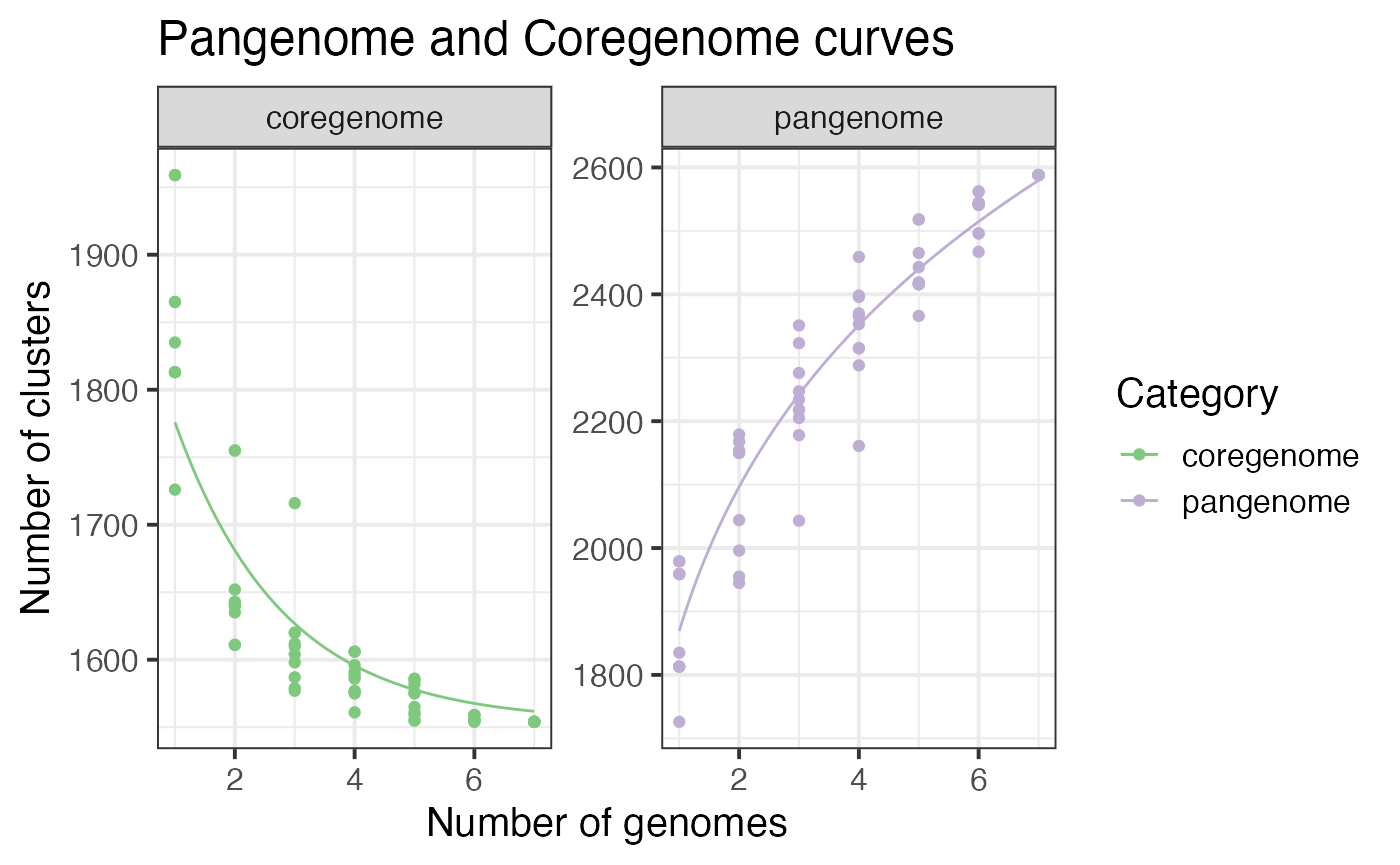 Pangenome and Coregenome curves
coregenome
pangenome
Number of clusters
1900
1800
1700
1600
2600
2400
2200
2000
1800
2
4
6
2
4
6
Number of genomes
Category
coregenome
pangenome